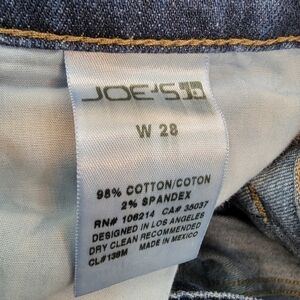 JOE'S
W 28
98% COTTON/COTON
2% SPANDEX
RN# 106214 CA# 35037
DESIGNED IN LOS ANGELES
DRY CLEAN RECOMMENDED
CL#138M MADE IN MEXICO